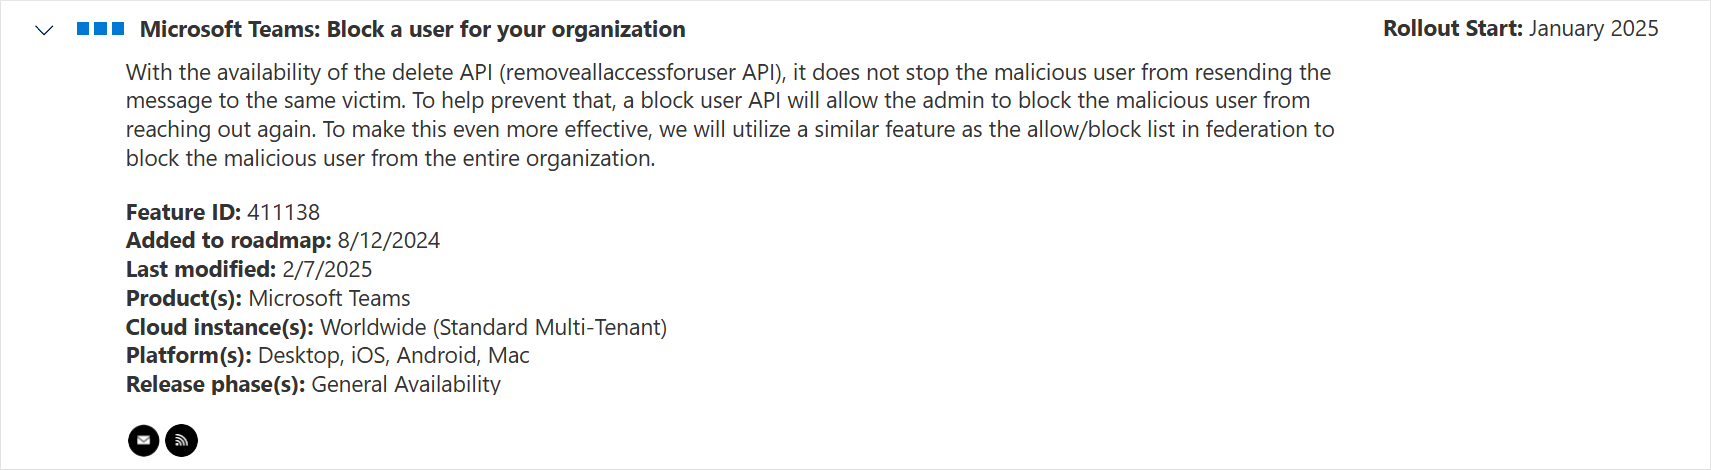 Microsoft Teams: Block a user for your organization
Rollout Start: January 2025
With the availability of the delete API (removeallaccessforuser API), it does not stop the malicious user from resending the
message to the same victim. To help prevent that, a block user API will allow the admin to block the malicious user from
reaching out again. To make this even more effective, we will utilize a similar feature as the allow/block list in federation to
block the malicious user from the entire organization.
Feature ID: 411138
Added to roadmap: 8/12/2024
Last modified: 2/7/2025
Product(s): Microsoft Teams
Cloud instance(s): Worldwide (Standard Multi-Tenant)
Platform(s): Desktop, iOS, Android, Mac
Release phase(s): General Availability